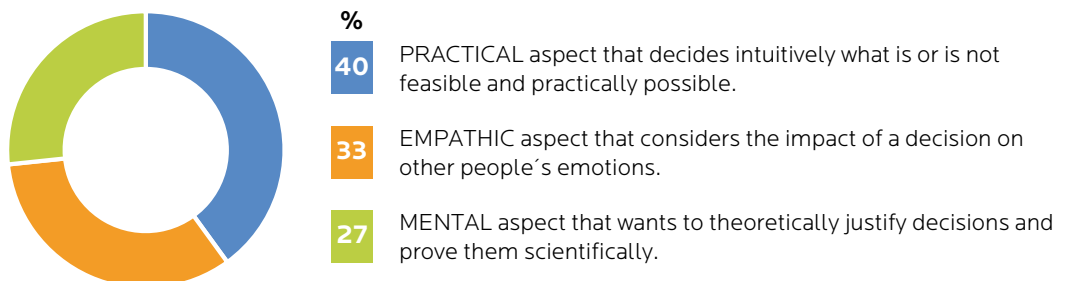 %
40
PRACTICAL aspect that decides intuitively what is or is not
feasible and practically possible.
33
EMPATHIC aspect that considers the impact of a decision on
other people´s emotions.
27
MENTAL aspect that wants to theoretically justify decisions and
prove them scientifically.